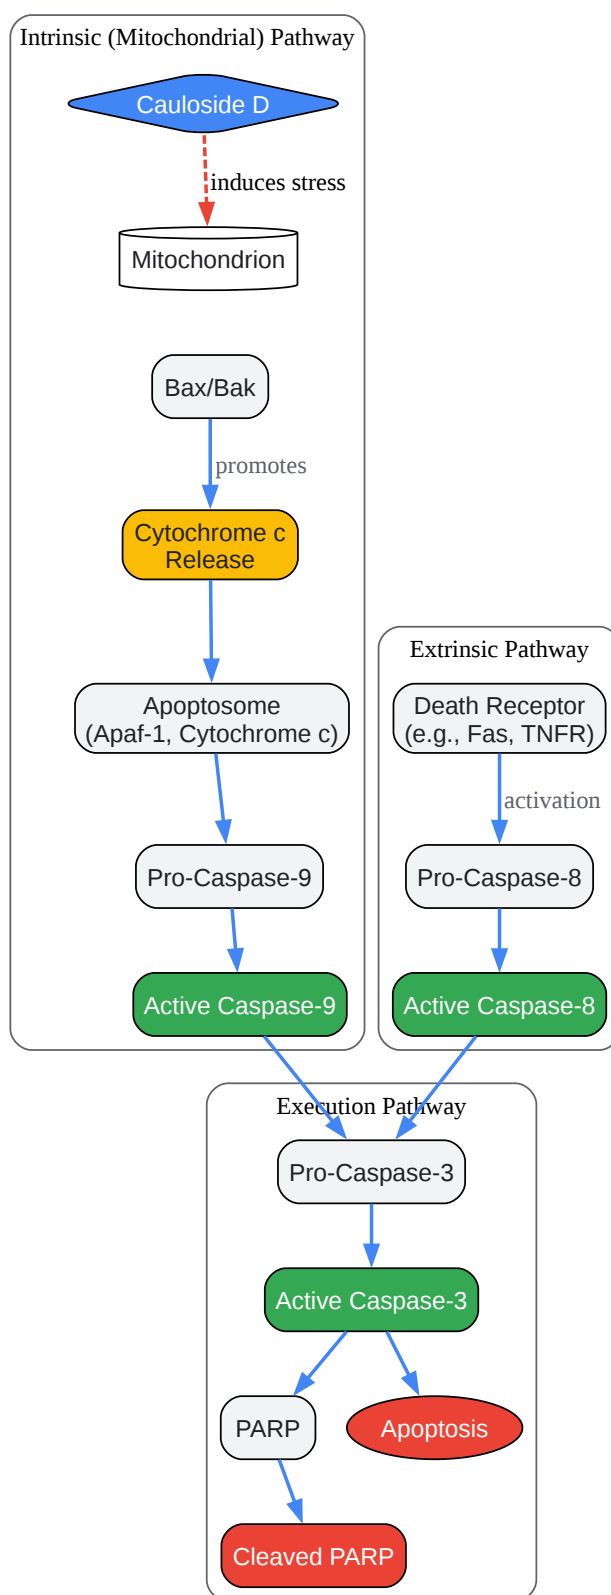 Intrinsic (Mitochondrial) Pathway
Cauloside D
induces stress
Mitochondrion
Bax/Bak
promotes
Cytochrome c
Release
Apoptosome
(Apaf-1, Cytochrome c)
Pro-Caspase-9
Active Caspase-9
Extrinsic Pathway
Death Receptor
(e.g., Fas, TNFR)
activation
Pro-Caspase-8
Active Caspase-8
Execution Pathway
Pro-Caspase-3
Active Caspase-3
PARP
Apoptosis
Cleaved PARP